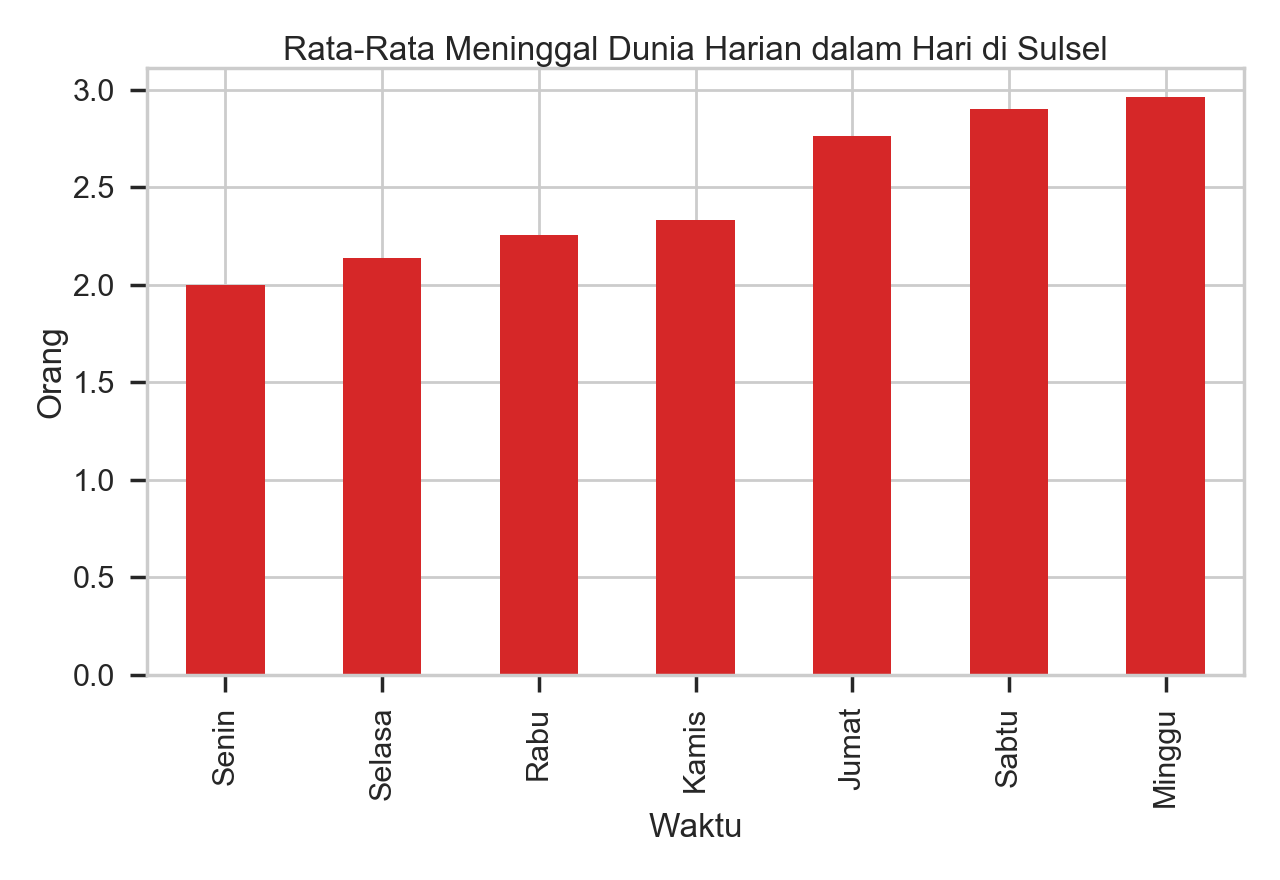 Rata-Rata Meninggal Dunia Harian dalam Hari di Sulsel
3.0
2.5
2.0
1.5
1.0
0.5
0.0
Orang
Senin
Selasa
Rabu
Kamis
Jumat
Sabtu
Minggu
Waktu